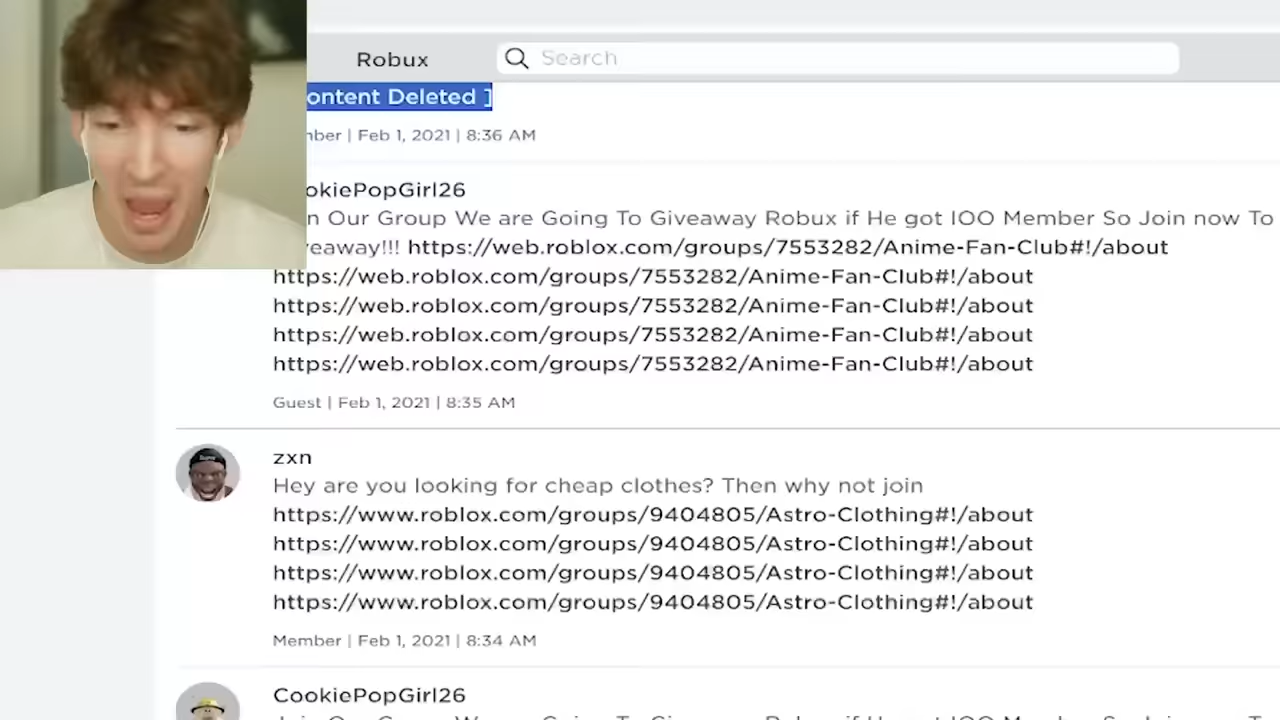 Robux
Search
ontent Deleted ]
nber | Feb 1, 2021 | 8:36 AM
okiePopGirl26
n Our Group We are Going To Giveaway Robux if He got IOO Member So Join now To
veaway!!! https://web.roblox.com/groups/7553282/Anime-Fan-Club#!/about
https://web.roblox.com/groups/7553282/Anime-Fan-Club#!/about
https://web.roblox.com/groups/7553282/Anime-Fan-Club#!/about
https://web.roblox.com/groups/7553282/Anime-Fan-Club#!/about
https://web.roblox.com/groups/7553282/Anime-Fan-Club#!/about
Guest | Feb 1, 2021 | 8:35 AM
zxn
Hey are you looking for cheap clothes? Then why not join
https://www.roblox.com/groups/9404805/Astro-Clothing#!/about
https://www.roblox.com/groups/9404805/Astro-Clothing#!/about
https://www.roblox.com/groups/9404805/Astro-Clothing#!/about
https://www.roblox.com/groups/9404805/Astro-Clothing#!/about
Member | Feb 1, 2021 | 8:34 AM
CookiePopGirl26